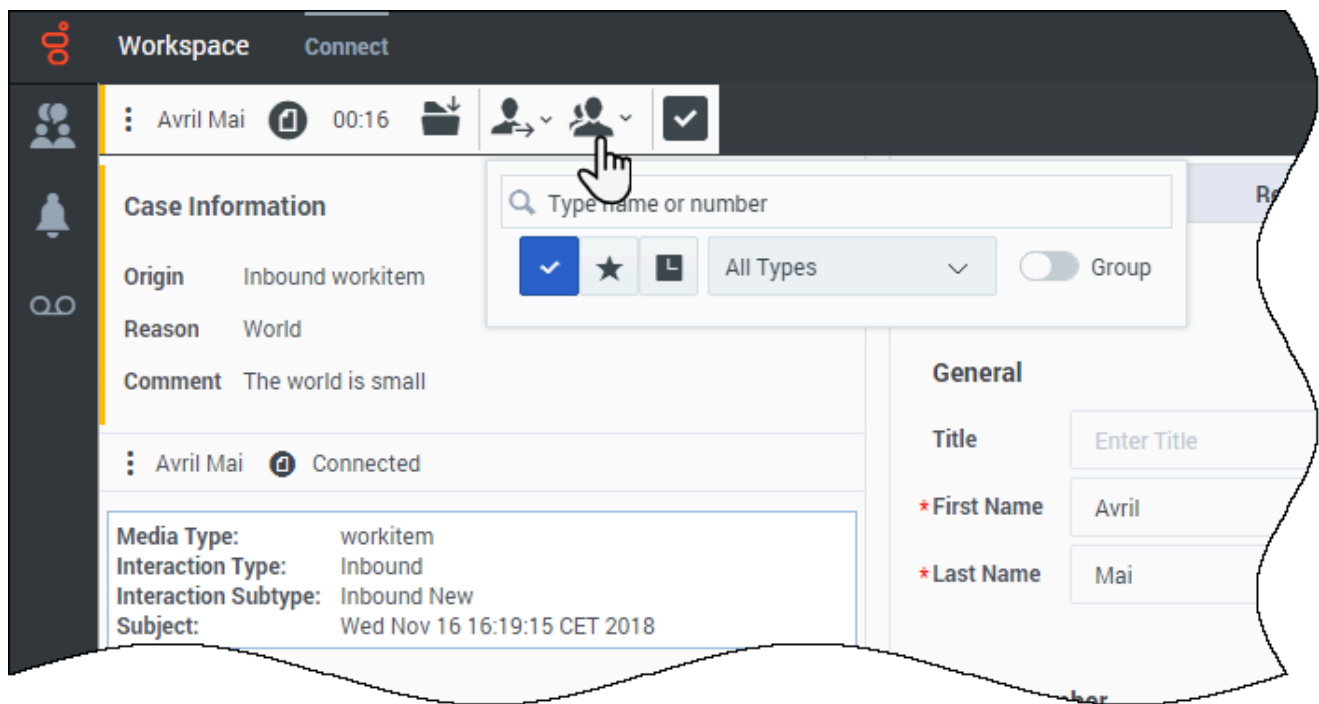 Workspace Connect
Avril Mai 00:16
Type name or number
All Types Group
Case Information
Origin Inbound workitem
Reason World
Comment The world is small
Avril Mai Connected
Media Type: workitem
Interaction Type: Inbound
Interaction Subtype: Inbound New
Subject: Wed Nov 16 16:19:15 CET 2018
General
Title Enter Title
*First Name Avril
*Last Name Mai